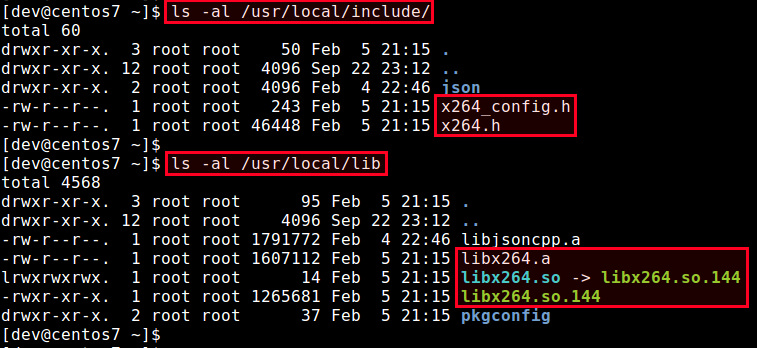 [dev@centos7 ~]$ ls -al /usr/local/include/
total 60
drwxr-xr-x.  3 root root    50 Feb  5 21:15 .
drwxr-xr-x. 12 root root  4096 Sep 22 23:12 ..
drwxr-xr-x.  2 root root  4096 Feb  4 22:46 json
-rw-r--r--.  1 root root   243 Feb  5 21:15 x264_config.h
-rw-r--r--.  1 root root 46448 Feb  5 21:15 x264.h
[dev@centos7 ~]$
[dev@centos7 ~]$ ls -al /usr/local/lib
total 4568
drwxr-xr-x.  3 root root      95 Feb  5 21:15 .
drwxr-xr-x. 12 root root    4096 Sep 22 23:12 ..
-rw-r--r--.  1 root root 1791772 Feb  4 22:46 libjsoncpp.a
-rw-r--r--.  1 root root 1607112 Feb  5 21:15 libx264.a
lrwxrwxrwx.  1 root root      14 Feb  5 21:15 libx264.so -> libx264.so.144
-rwxr-xr-x.  1 root root 1265681 Feb  5 21:15 libx264.so.144
drwxr-xr-x.  2 root root      37 Feb  5 21:15 pkgconfig
[dev@centos7 ~]$